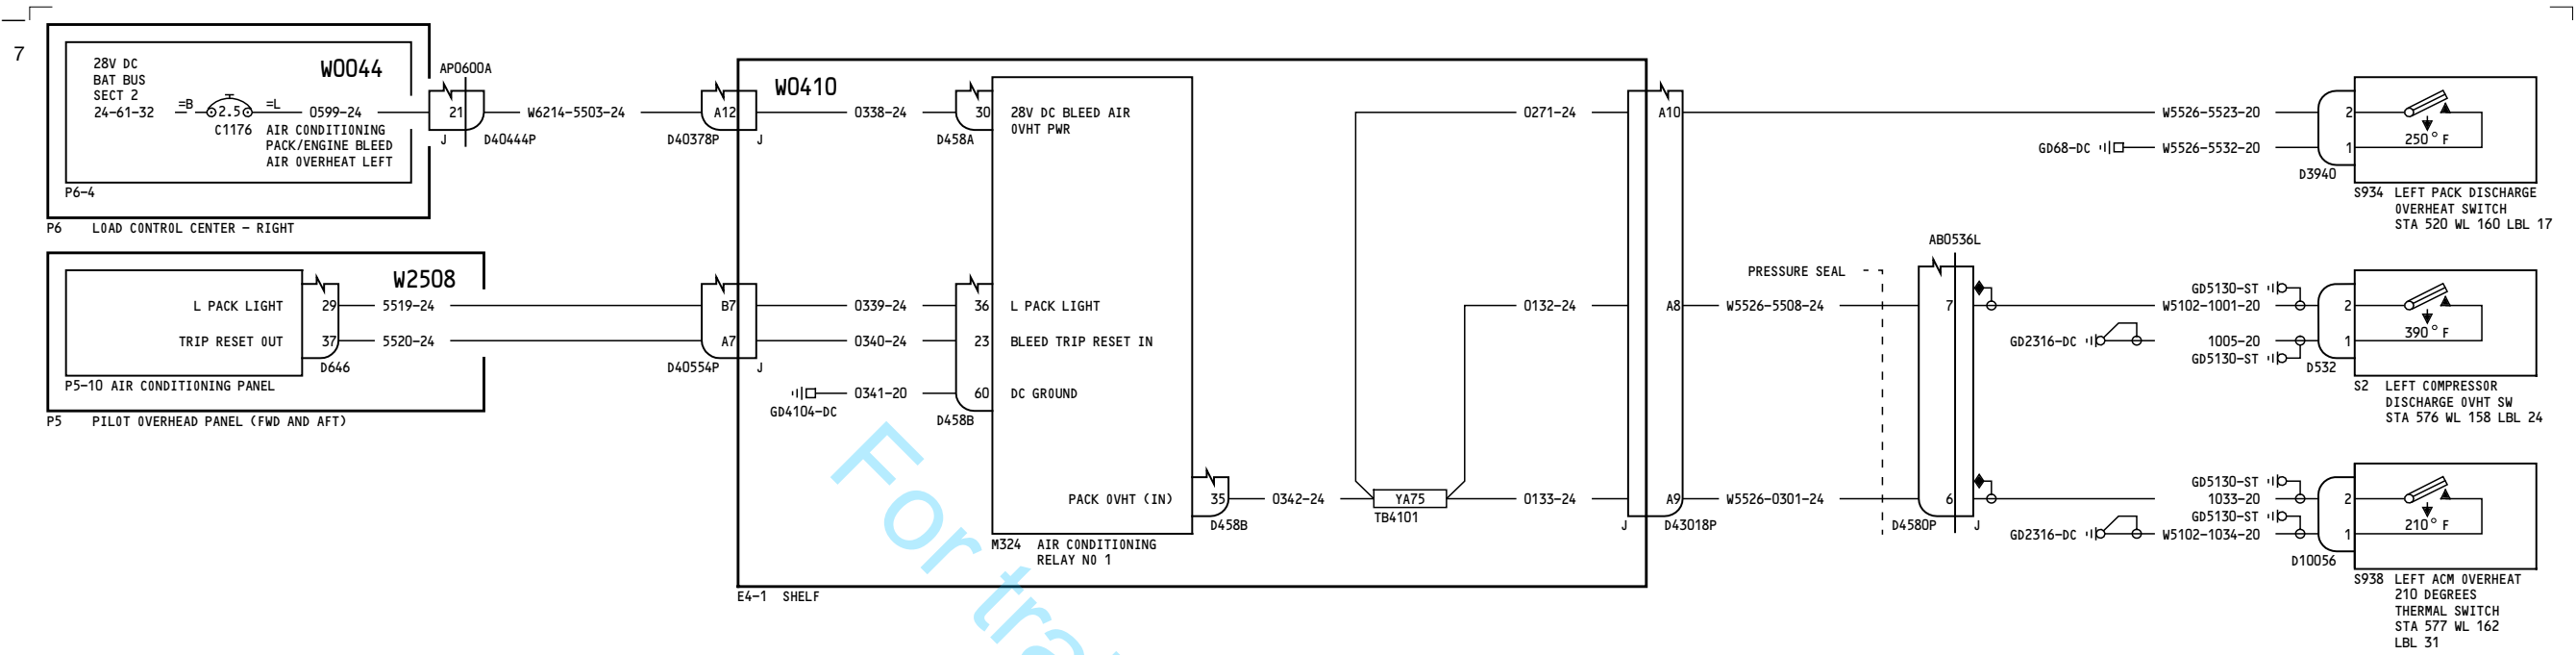 7
28V DC
BAT BUS
SECT 2
24-61-32
W0044
=B
2.5
=L
0599-24
C1176
AIR CONDITIONING
PACK/ENGINE BLEED
AIR OVERHEAT LEFT
P6-4
P6 LOAD CONTROL CENTER - RIGHT
AP0600A
21
J
D40444P
W6214-5503-24
A12
D40378P
J
W0410
0338-24
30
D458A
28V DC BLEED AIR
OVHT PWR
0271-24
A10
W5526-5523-20
2
250° F
GD68-DC
W5526-5532-20
1
D3940
S934 LEFT PACK DISCHARGE
OVERHEAT SWITCH
STA 520 WL 160 LBL 17
W2508
L PACK LIGHT
29
5519-24
TRIP RESET OUT
37
5520-24
D646
P5-10 AIR CONDITIONING PANEL
P5 PILOT OVERHEAD PANEL (FWD AND AFT)
B7
A7
D40554P
J
0339-24
36
L PACK LIGHT
0340-24
23
BLEED TRIP RESET IN
GD4104-DC
0341-20
60
DC GROUND
D458B
PACK OVHT (IN)
35
D458B
0342-24
YA75
TB4101
M324 AIR CONDITIONING
RELAY NO 1
E4-1 SHELF
0132-24
A8
W5526-5508-24
PRESSURE SEAL
AB0536L
7
GD5130-ST
W5102-1001-20
2
390° F
GD2316-DC
1005-20
1
GD5130-ST
D532
S2 LEFT COMPRESSOR
DISCHARGE OVHT SW
STA 576 WL 158 LBL 24
0133-24
A9
J
D43018P
W5526-0301-24
6
D4580P
J
GD5130-ST
1033-20
2
210° F
GD5130-ST
GD2316-DC
W5102-1034-20
1
D10056
S938 LEFT ACM OVERHEAT
210 DEGREES
THERMAL SWITCH
STA 577 WL 162
LBL 31
For